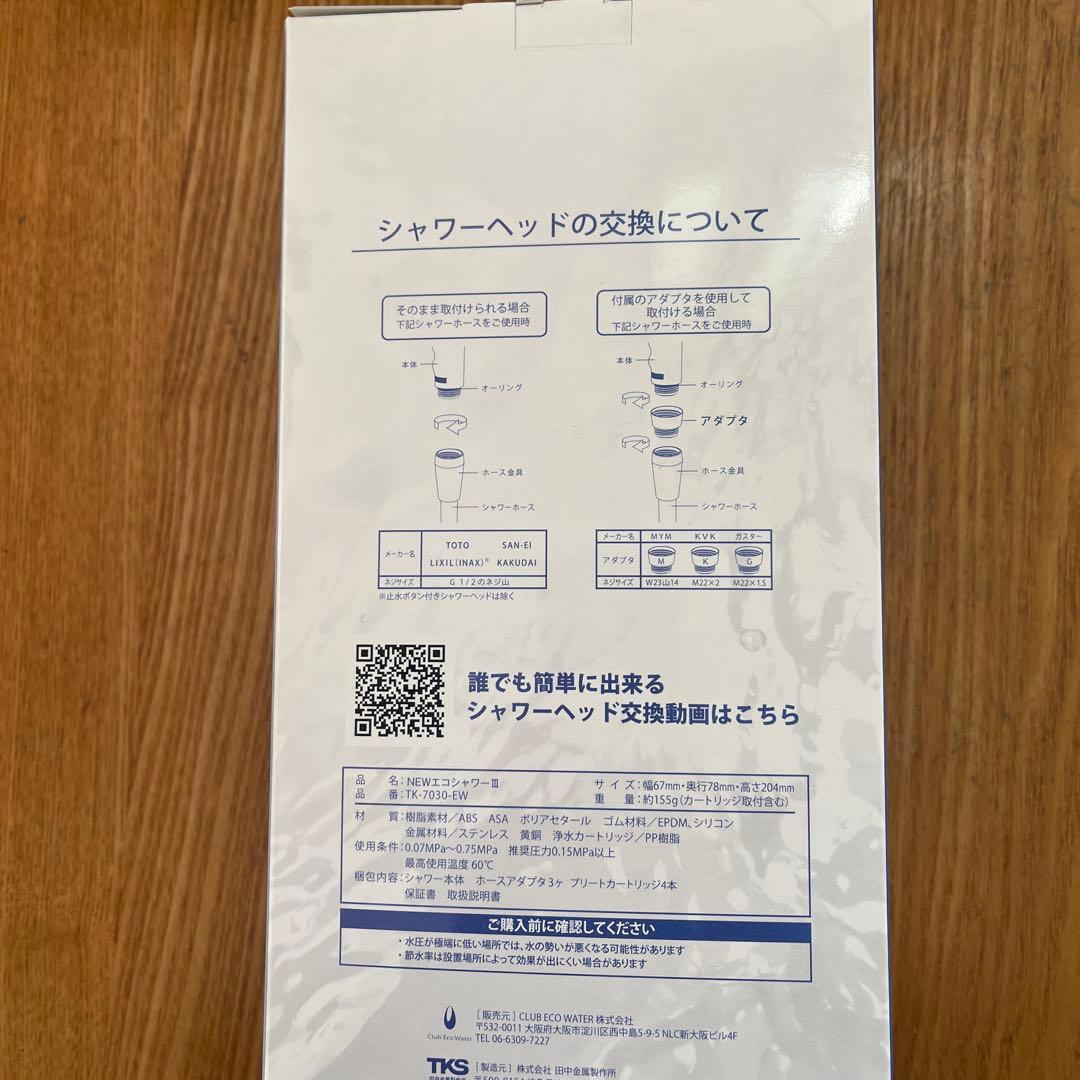 シャワーヘッドの交換について
そのまま取付けられる場合
下記シャワーホースをご使用時
本体
オーリング
ホース金具
シャワーホース
メーカー名 TOTO SAN-EI
LIXIL(INAX)※ KAKUDAI
ネジサイズ G 1/2のネジ山
※止水ボタン付きシャワーヘッドは除く
付属のアダプタを使用して
取付ける場合
下記シャワーホースをご使用時
本体
オーリング
アダプタ
ホース金具
シャワーホース
メーカー名 MYM KVK ガスター
アダプタ M K G
ネジサイズ W23山14 M22×2 M22×1.5
誰でも簡単に出来る
シャワーヘッド交換動画はこちら
品 名:NEWエコシャワーⅢ
品 番:TK-7030-EW
サイズ:幅67mm・奥行78mm・高さ204mm
重 量:約155g(カートリッジ取付含む)
材 質:樹脂素材/ABS ASA ポリアセタール ゴム材料/EPDM、シリコン
金属材料/ステンレス 黄銅 浄水カートリッジ/PP樹脂
使用条件:0.07MPa~0.75MPa 推奨圧力0.15MPa以上
最高使用温度60℃
梱包内容:シャワー本体 ホースアダプタ3ヶ プリートカートリッジ4本
保証書 取扱説明書
ご購入前に確認してください
・水圧が極端に低い場所では、水の勢いが悪くなる可能性があります
・節水率は設置場所によって効果が出にくい場合があります
Club Eco Water
[販売元] CLUB ECO WATER 株式会社
〒532-0011 大阪府大阪市淀川区西中島5-9-5 NLC新大阪ビル4F
TEL 06-6309-7227
TKS
田中金属製作所
[製造元] 株式会社 田中金属製作所